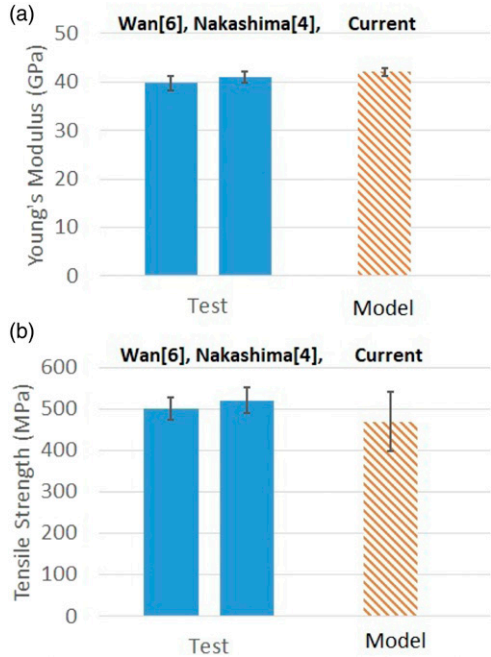 (a)
Wan[6], Nakashima[4], Current
Young's Modulus (GPa)
50
40
30
20
10
0
Test
Model
(b)
Wan[6], Nakashima[4], Current
Tensile Strength (MPa)
600
500
400
300
200
100
0
Test
Model